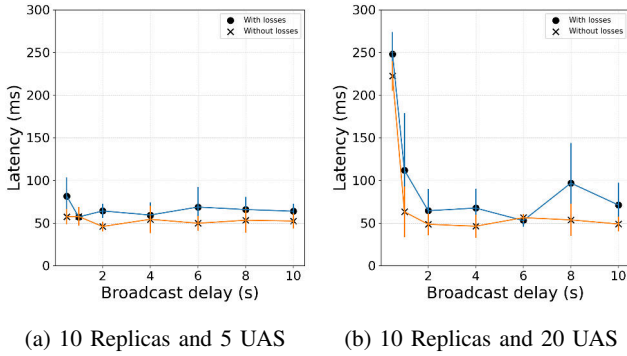 300
250
200
150
100
50
0
Latency (ms)
2
4
6
8
10
Broadcast delay (s)
With losses
Without losses
(a) 10 Replicas and 5 UAS
300
250
200
150
100
50
0
Latency (ms)
2
4
6
8
10
Broadcast delay (s)
With losses
Without losses
(b) 10 Replicas and 20 UAS